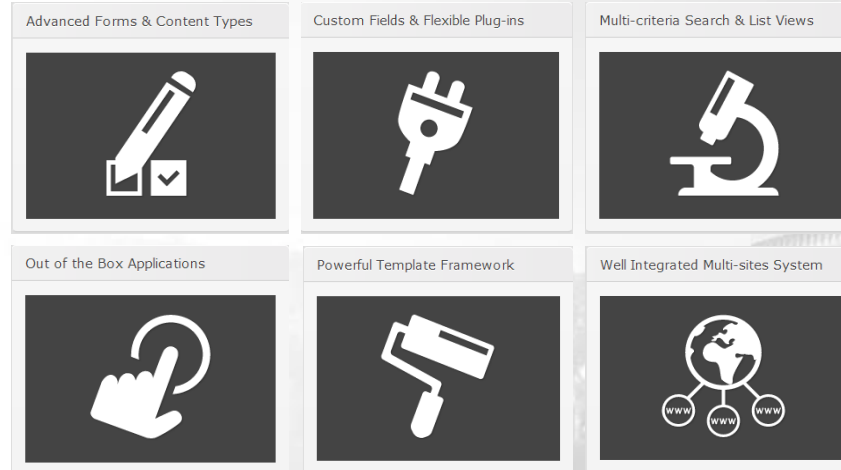 Advanced Forms & Content Types
Custom Fields & Flexible Plug-ins
Multi-criteria Search & List Views
Out of the Box Applications
Powerful Template Framework
Well Integrated Multi-sites System
www
www
www